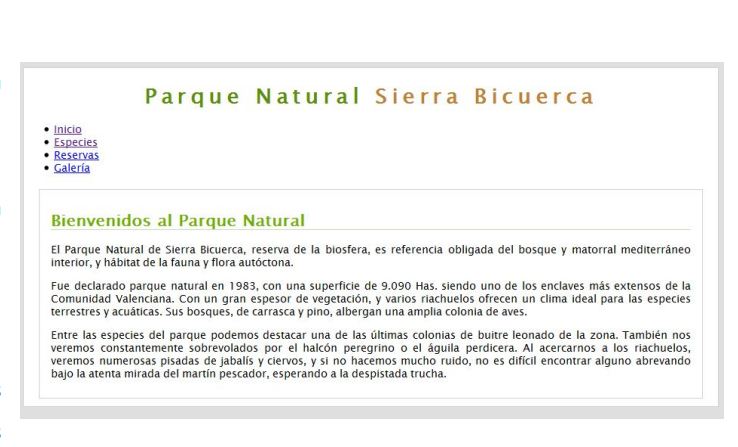 Parque Natural Sierra Bicuerca
Inicio
Especies
Reservas
Galería
Bienvenidos al Parque Natural
El Parque Natural de Sierra Bicuerca, reserva de la biosfera, es referencia obligada del bosque y matorral mediterráneo
interior, y hábitat de la fauna y flora autóctona.
Fue declarado parque natural en 1983, con una superficie de 9.090 Has. siendo uno de los enclaves más extensos de la
Comunidad Valenciana. Con un gran espesor de vegetación, y varios riachuelos ofrecen un clima ideal para las especies
terrestres y acuáticas. Sus bosques, de carrasca y pino, albergan una amplia colonia de aves.
Entre las especies del parque podemos destacar una de las últimas colonias de buitre leonado de la zona. También nos
veremos constantemente sobrevolados por el halcón peregrino o el águila perdicera. Al acercarnos a los riachuelos,
veremos numerosas pisadas de jabalís y ciervos, y si no hacemos mucho ruido, no es difícil encontrar alguno abrevando
bajo la atenta mirada del martín pescador, esperando a la despistada trucha.